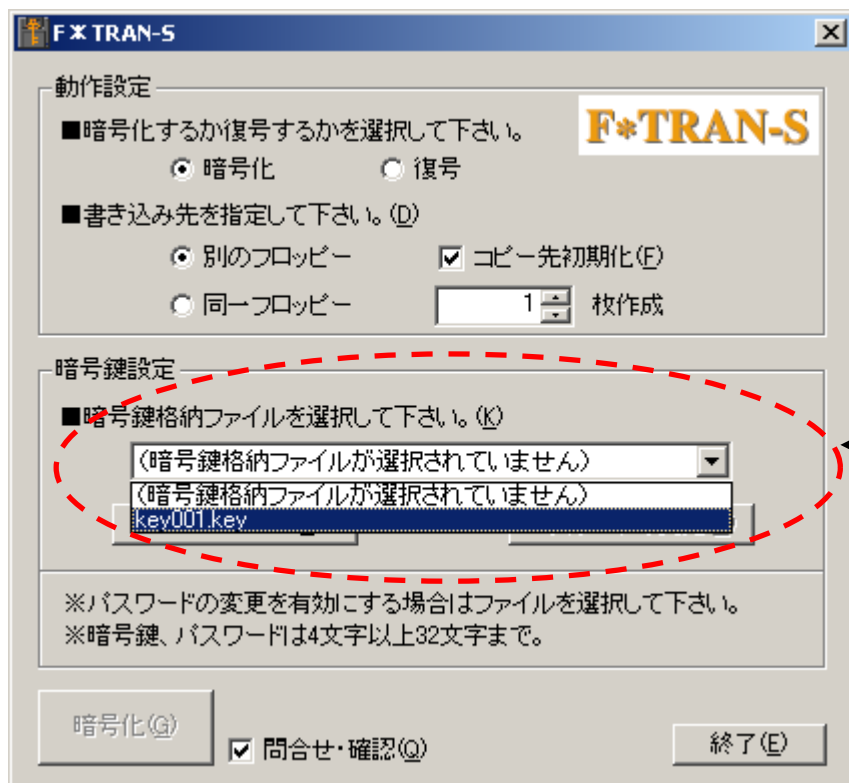 F*TRAN-S
動作設定
F*TRAN-S
■暗号化するか復号するかを選択して下さい。
暗号化 復号
■書き込み先を指定して下さい。(D)
別のフロッピー コピー先初期化(F)
同一フロッピー 1 枚作成
暗号鍵設定
■暗号鍵格納ファイルを選択して下さい。(K)
(暗号鍵格納ファイルが選択されていません)
(暗号鍵格納ファイルが選択されていません)
key001.key
※パスワードの変更を有効にする場合はファイルを選択して下さい。
※暗号鍵、パスワードは4文字以上32文字まで。
暗号化(G)
問合せ・確認(Q)
終了(E)